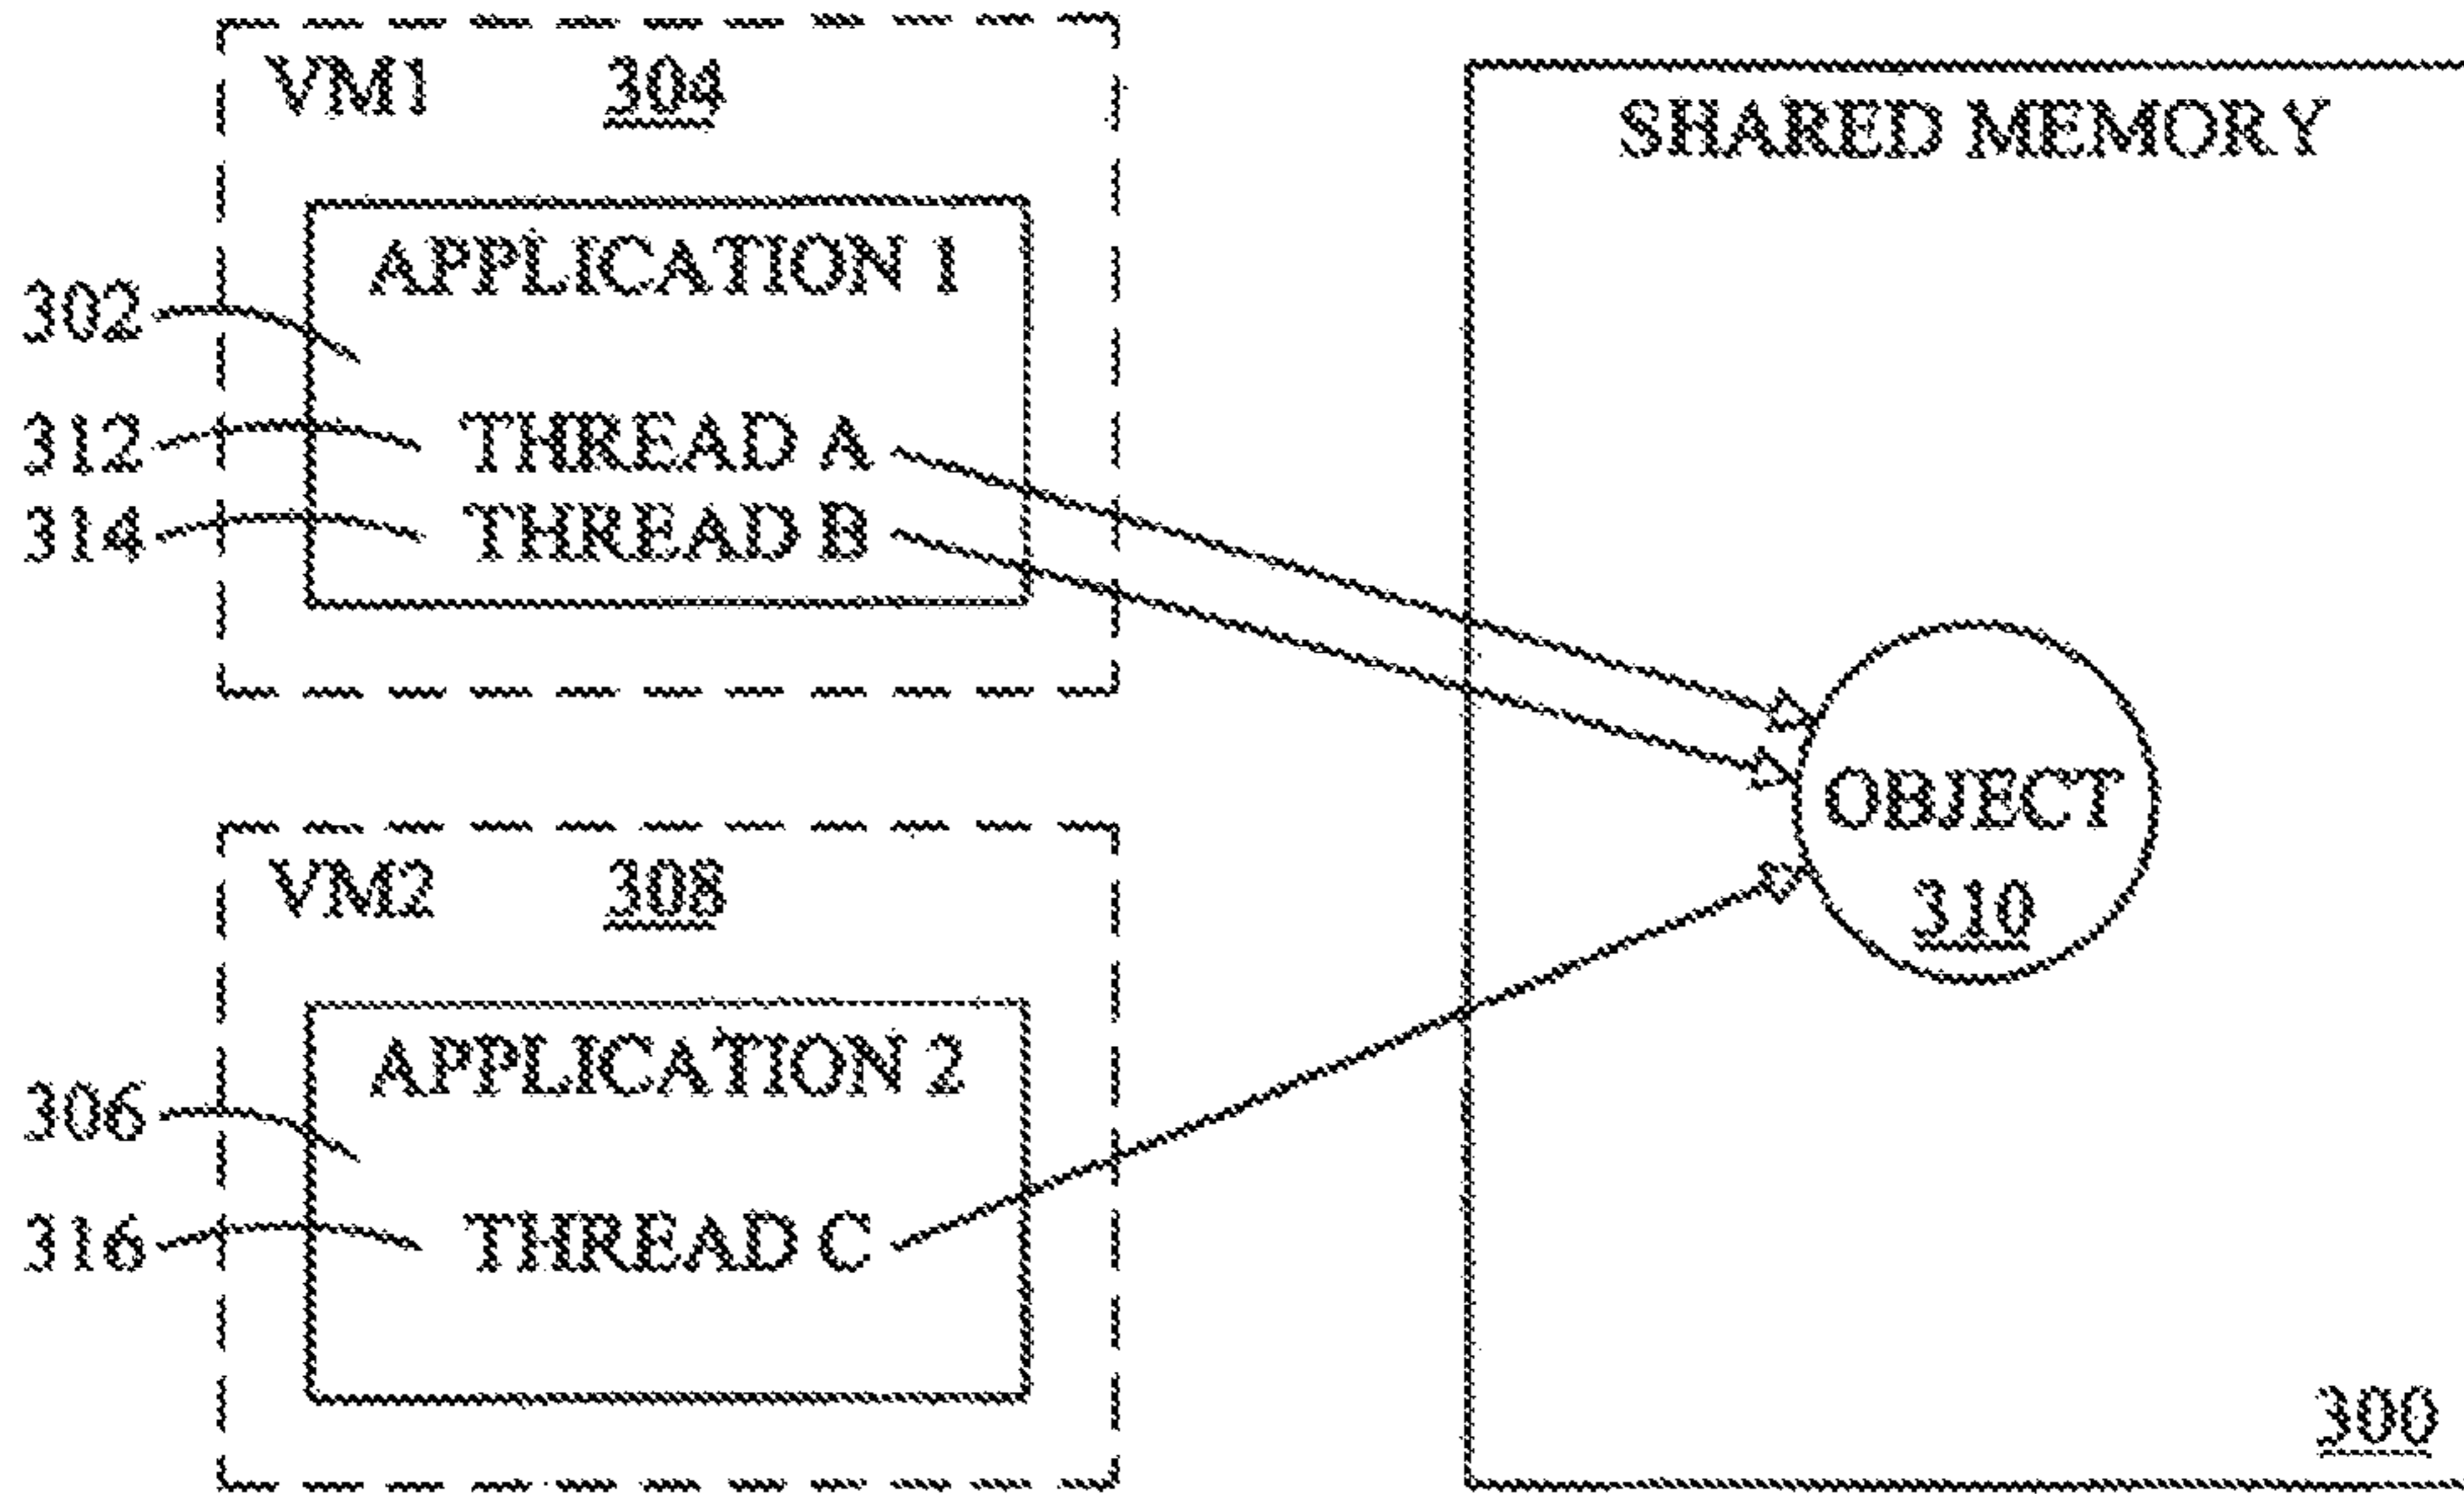 VM1 304
APPLICATION 1
302
312 THREAD A
314 THREAD B
VM2 308
APPLICATION 2
306
316 THREAD C
SHARED MEMORY
OBJECT
310
300